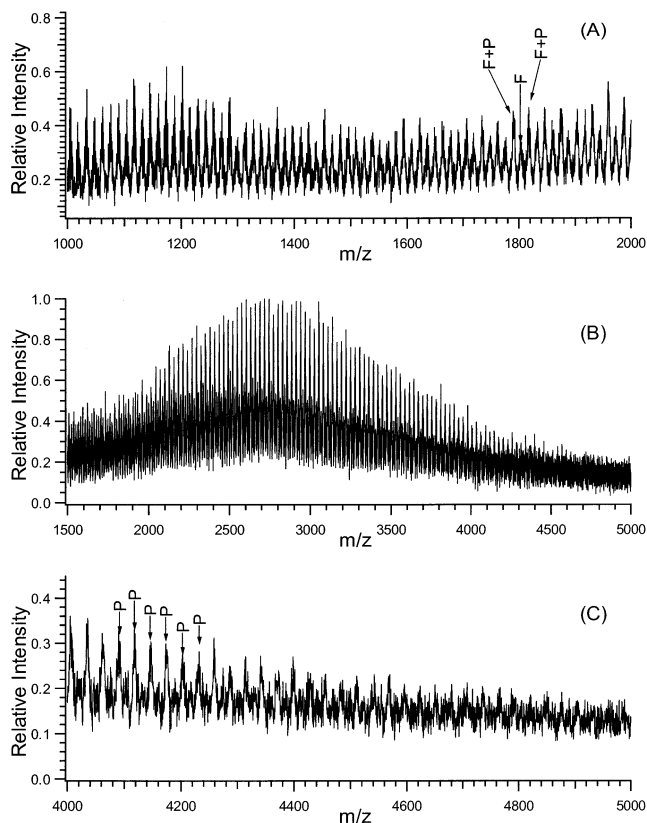 0.8
(A)
F+P
F
F+P
0.6
Relative Intensity
0.4
0.2
1000 1200 1400 1600 1800 2000
m/z
1.0
(B)
0.8
Relative Intensity
0.6
0.4
0.2
0.0
1500 2000 2500 3000 3500 4000 4500 5000
m/z
0.4
P P P P P P
(C)
0.3
Relative Intensity
0.2
0.1
0.0
4000 4200 4400 4600 4800 5000
m/z